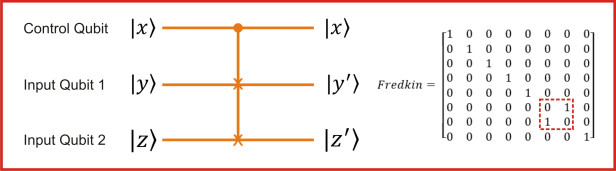 Control Qubit |x⟩ |x⟩
Input Qubit 1 |y⟩ |y′⟩
Input Qubit 2 |z⟩ |z′⟩
Fredkin =
1 0 0 0 0 0 0 0
0 1 0 0 0 0 0 0
0 0 1 0 0 0 0 0
0 0 0 1 0 0 0 0
0 0 0 0 1 0 0 0
0 0 0 0 0 0 1 0
0 0 0 0 0 1 0 0
0 0 0 0 0 0 0 1